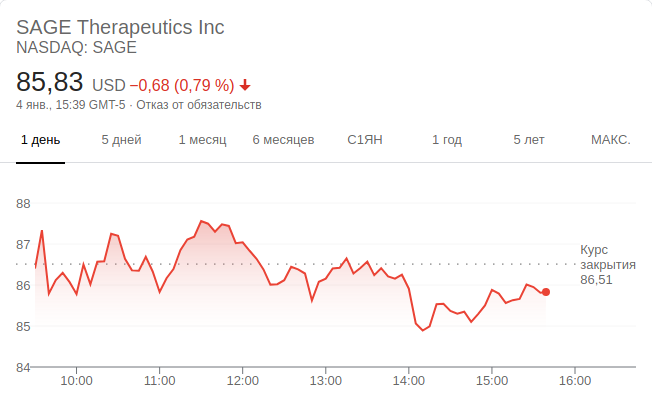 SAGE Therapeutics Inc
NASDAQ: SAGE
85,83 USD −0,68 (0,79 %)
4 янв., 15:39 GMT-5 · Отказ от обязательств
1 день 5 дней 1 месяц 6 месяцев С1ЯН 1 год 5 лет МАКС.
88
87
86
85
84
Курс
закрытия
86,51
10:00 11:00 12:00 13:00 14:00 15:00 16:00